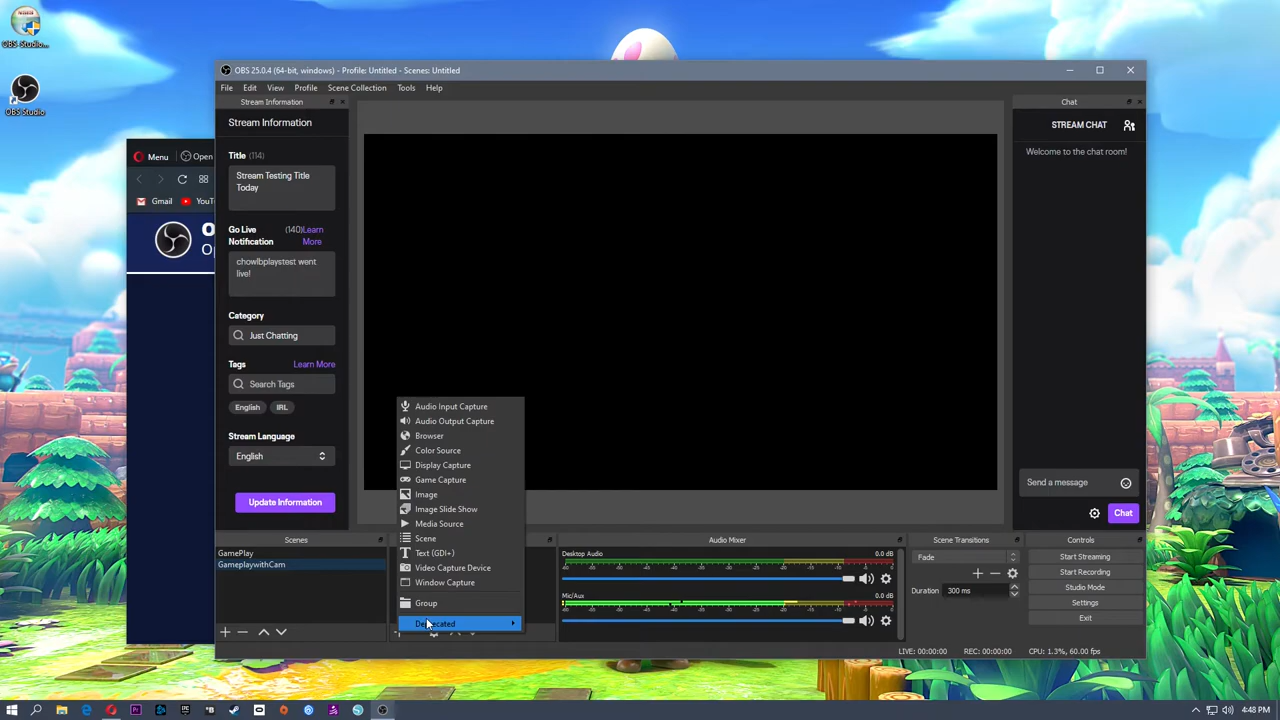 OBS Studio...
OBS Studio
Menu
Open
Gmail
YouT
O
Op
OBS 25.0.4 (64-bit, windows) - Profile: Untitled - Scenes: Untitled
File Edit View Profile Scene Collection Tools Help
Stream Information
Stream Information
Title (114)
Stream Testing Title
Today
Go Live (140)Learn
Notification More
chowlbplaystest went
live!
Category
Just Chatting
Tags Learn More
Search Tags
English IRL
Stream Language
English
Update Information
Chat
STREAM CHAT
Welcome to the chat room!
Send a message
Chat
Audio Input Capture
Audio Output Capture
Browser
Color Source
Display Capture
Game Capture
Image
Image Slide Show
Media Source
Scene
Text (GDI+)
Video Capture Device
Window Capture
Group
Deprecated
Scenes
GamePlay
GameplaywithCam
Audio Mixer
Desktop Audio 0.0 dB
Mic/Aux 0.0 dB
Scene Transitions
Fade
Duration 300 ms
Controls
Start Streaming
Start Recording
Studio Mode
Settings
Exit
LIVE: 00:00:00 REC: 00:00:00 CPU: 1.3%, 60.00 fps
4:48 PM